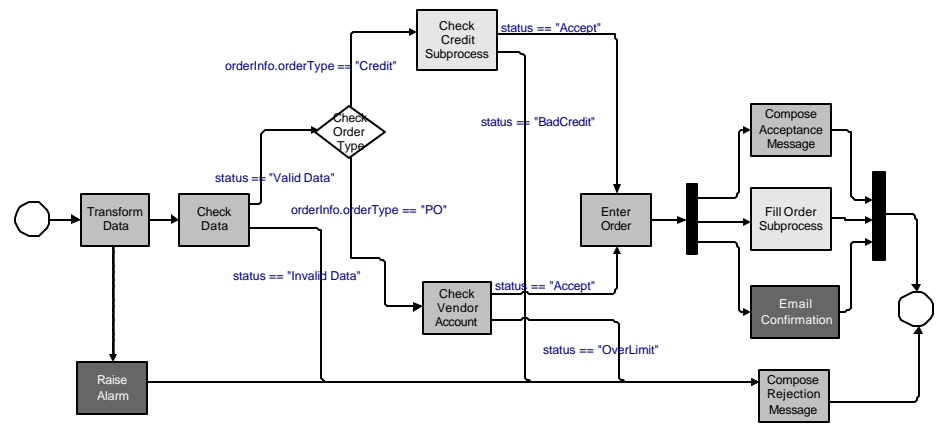 Check
Credit
Subprocess
status == "Accept"
orderInfo.orderType == "Credit"
Check
Order
Type
status == "BadCredit"
Compose
Acceptance
Message
status == "Valid Data"
orderInfo.orderType == "PO"
Transform
Data
Check
Data
Enter
Order
Fill Order
Subprocess
status == "Invalid Data"
Check
Vendor
Account
status == "Accept"
Email
Confirmation
status == "OverLimit"
Raise
Alarm
Compose
Rejection
Message